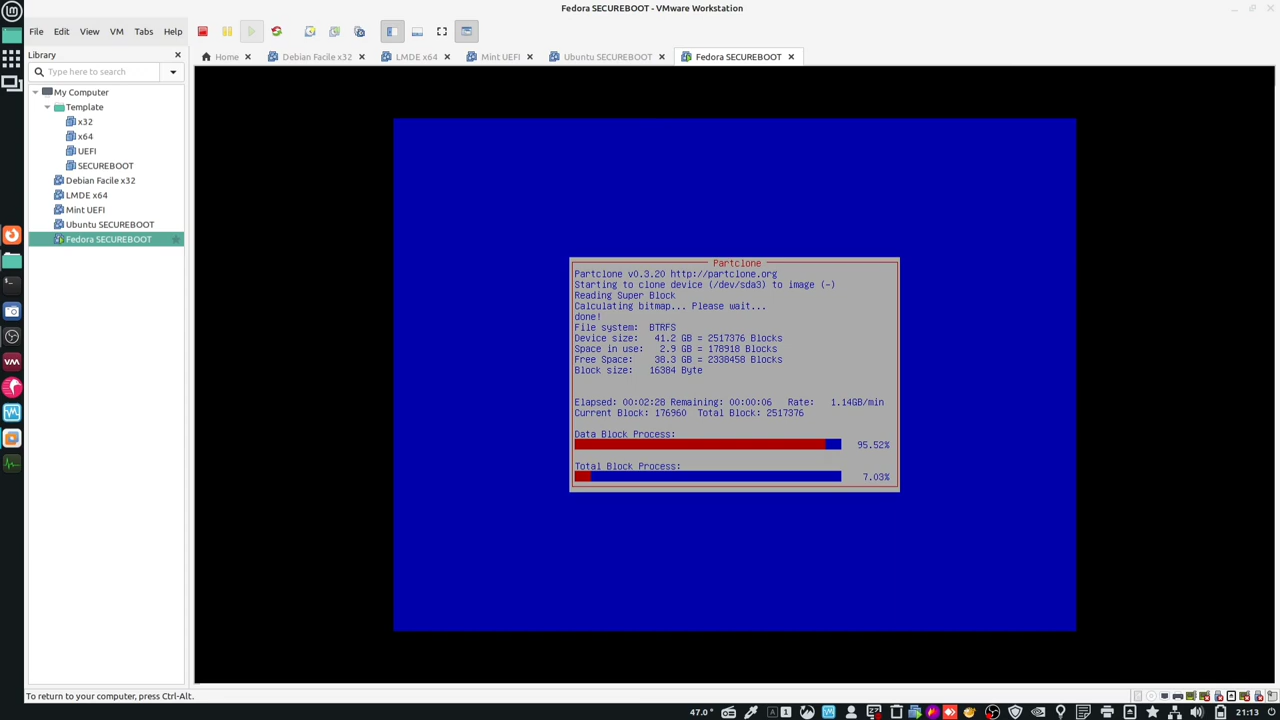 Fedora SECUREBOOT - VMware Workstation
File Edit View VM Tabs Help
Library
Type here to search
Home
Debian Facile x32
LMDE x64
Mint UEFI
Ubuntu SECUREBOOT
Fedora SECUREBOOT
My Computer
Template
x32
x64
UEFI
SECUREBOOT
Debian Facile x32
LMDE x64
Mint UEFI
Ubuntu SECUREBOOT
Fedora SECUREBOOT
Partclone
Partclone v0.3.20 http://partclone.org
Starting to clone device (/dev/sda3) to image (-)
Reading Super Block
Calculating bitmap... Please wait...
done!
File system:  BTRFS
Device size:   41.2 GB = 2517376 Blocks
Space in use:   2.9 GB = 178918 Blocks
Free Space:    38.3 GB = 2338458 Blocks
Block size:   16384 Byte
Elapsed: 00:02:28 Remaining: 00:00:06   Rate:   1.14GB/min
Current Block: 176960  Total Block: 2517376
Data Block Process:
95.52%
Total Block Process:
7.03%
To return to your computer, press Ctrl-Alt.
47.0° A 1 21:13